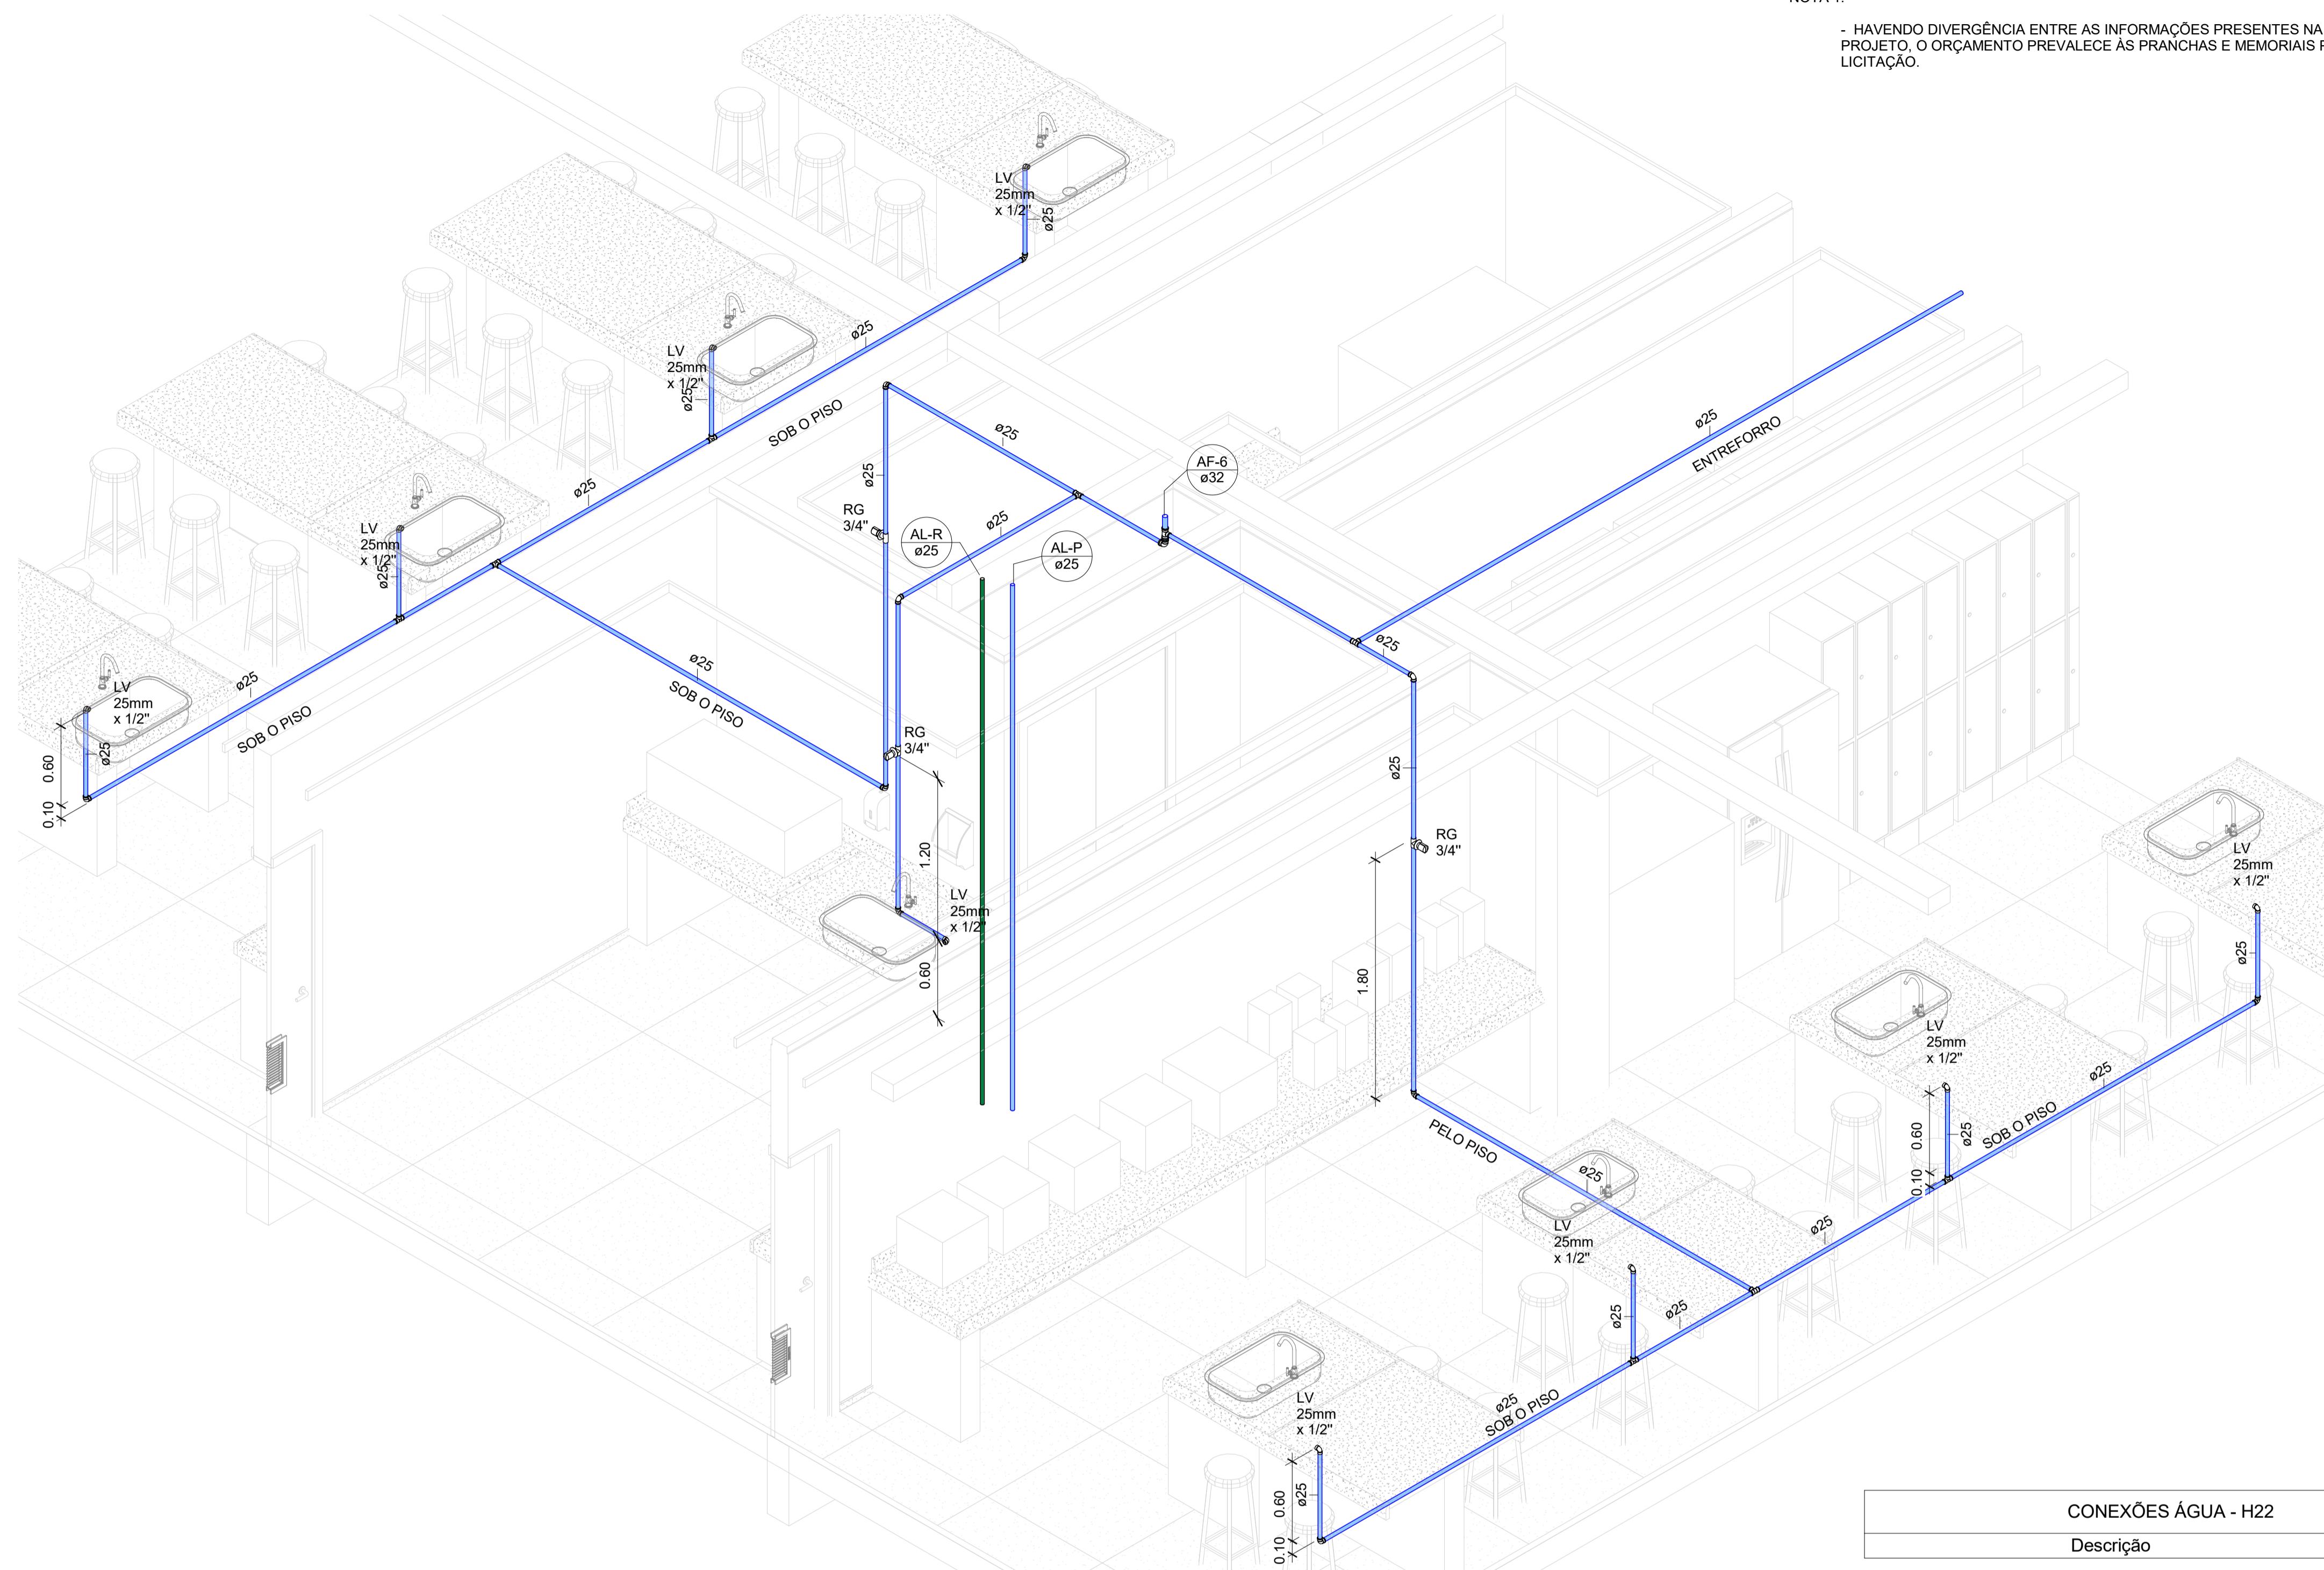 - HAVENDO DIVERGÊNCIA ENTRE AS INFORMAÇÕES PRESENTES NA
PROJETO, O ORÇAMENTO PREVALECE ÀS PRANCHAS E MEMORIAIS
LICITAÇÃO.
LV
25mm
x 1/2"
ø25
ø25
LV
25mm
x 1/2"
ø25
SOB O PISO
ø25
ø25
ENTREFORRO
ø25
ø25
RG
3/4"
AF-6
ø32
ø25
AL-R
ø25
AL-P
ø25
LV
25mm
x 1/2"
ø25
ø25
SOB O PISO
ø25
LV
25mm
x 1/2"
ø25
ø25
SOB O PISO
0.60
0.10
RG
3/4"
1.20
0.60
LV
25mm
x 1/2"
ø25
ø25
RG
3/4"
1.80
PELO PISO
ø25
LV
25mm
x 1/2"
ø25
LV
25mm
x 1/2"
0.60
0.10
ø25
SOB O PISO
ø25
ø25
LV
25mm
x 1/2"
ø25
ø25
LV
25mm
x 1/2"
ø25
SOB O PISO
0.60
0.10
ø25
CONEXÕES ÁGUA - H22
Descrição